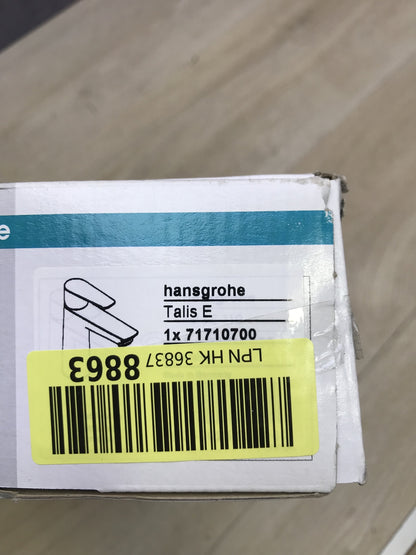 e
hansgrohe
Talis E
1x 71710700
LPN HK 36837 8863